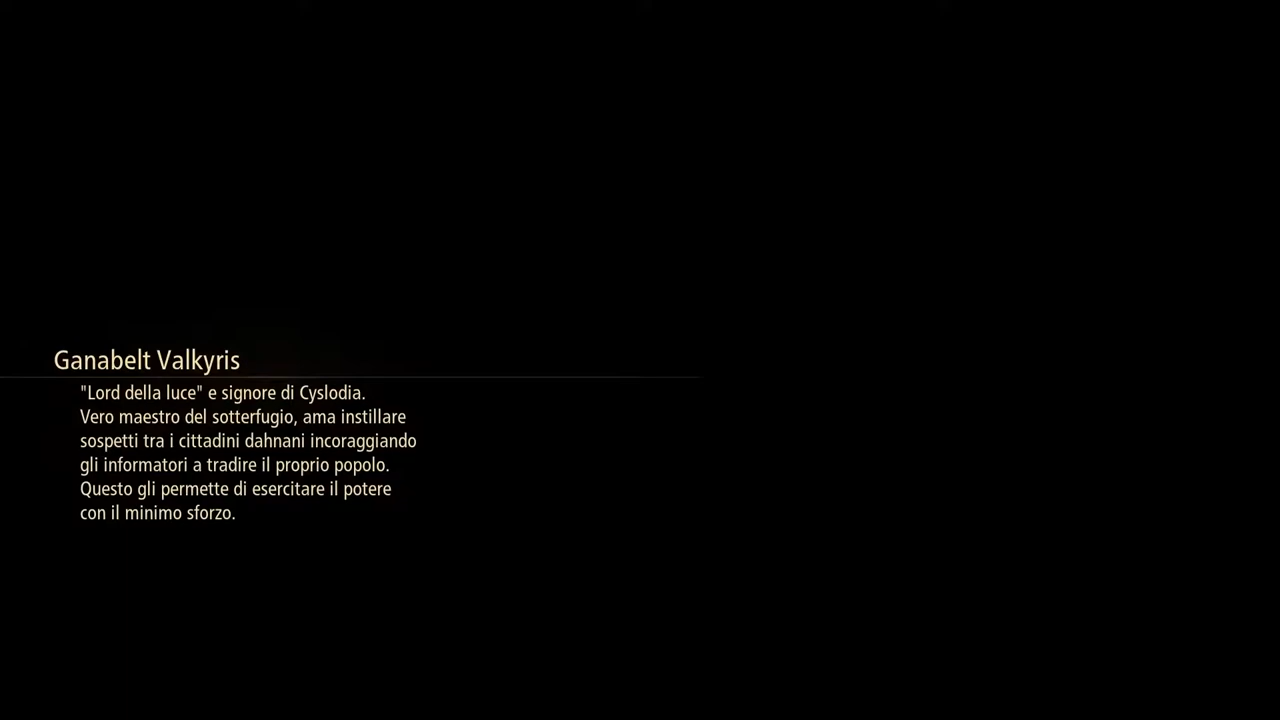 Ganabelt Valkyris
"Lord della luce" e signore di Cyslodia.
Vero maestro del sotterfugio, ama instillare
sospetti tra i cittadini dahnani incoraggiando
gli informatori a tradire il proprio popolo.
Questo gli permette di esercitare il potere
con il minimo sforzo.